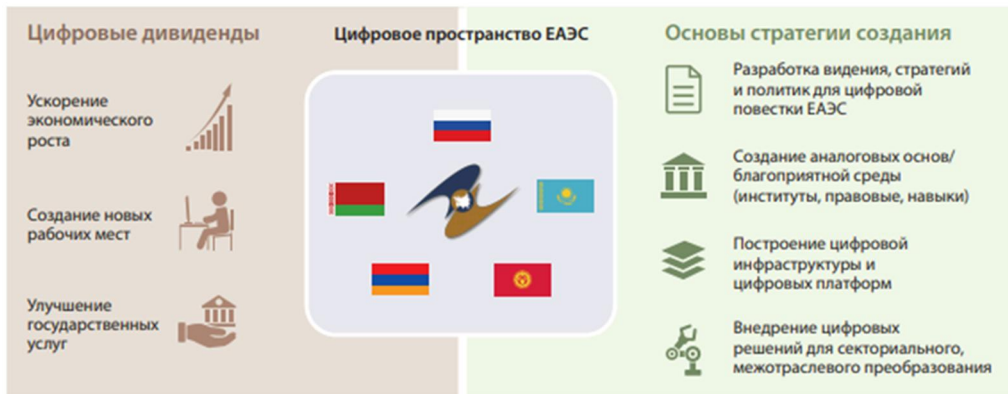 Цифровые дивиденды
Ускорение
экономического
роста
Создание новых
рабочих мест
Улучшение
государственных
услуг
Цифровое пространство ЕАЭС
Основы стратегии создания
Разработка видения, стратегий
и политик для цифровой
повестки ЕАЭС
Создание аналоговых основ/
благоприятной среды
(институты, правовые, навыки)
Построение цифровой
инфраструктуры и
цифровых платформ
Внедрение цифровых
решений для секториального,
межотраслевого преобразования